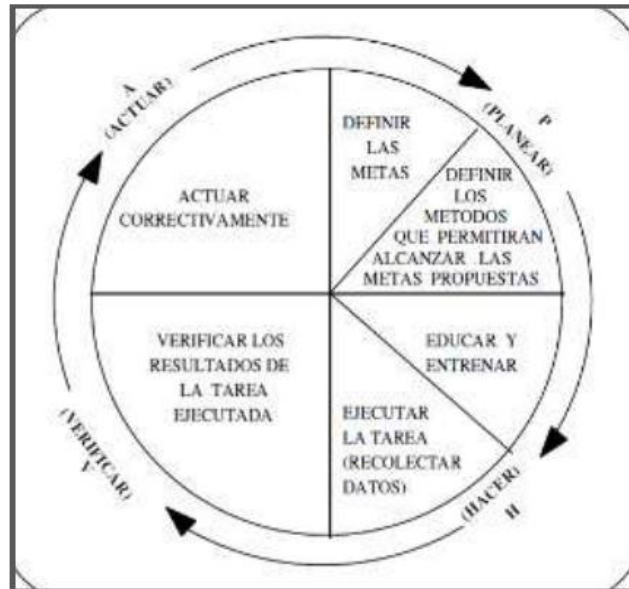 A
(ACTUAR)
P
(PLANEAR)
DEFINIR
LAS
METAS
DEFINIR
LOS
METODOS
QUE PERMITIRAN
ALCANZAR LAS
METAS PROPUESTAS
ACTUAR
CORRECTIVAMENTE
VERIFICAR LOS
RESULTADOS DE
LA TAREA
EJECUTADA
EDUCAR Y
ENTRENAR
EJECUTAR
LA TAREA
(RECOLECTAR
DATOS)
(VERIFICAR)
V
(HACER)
H